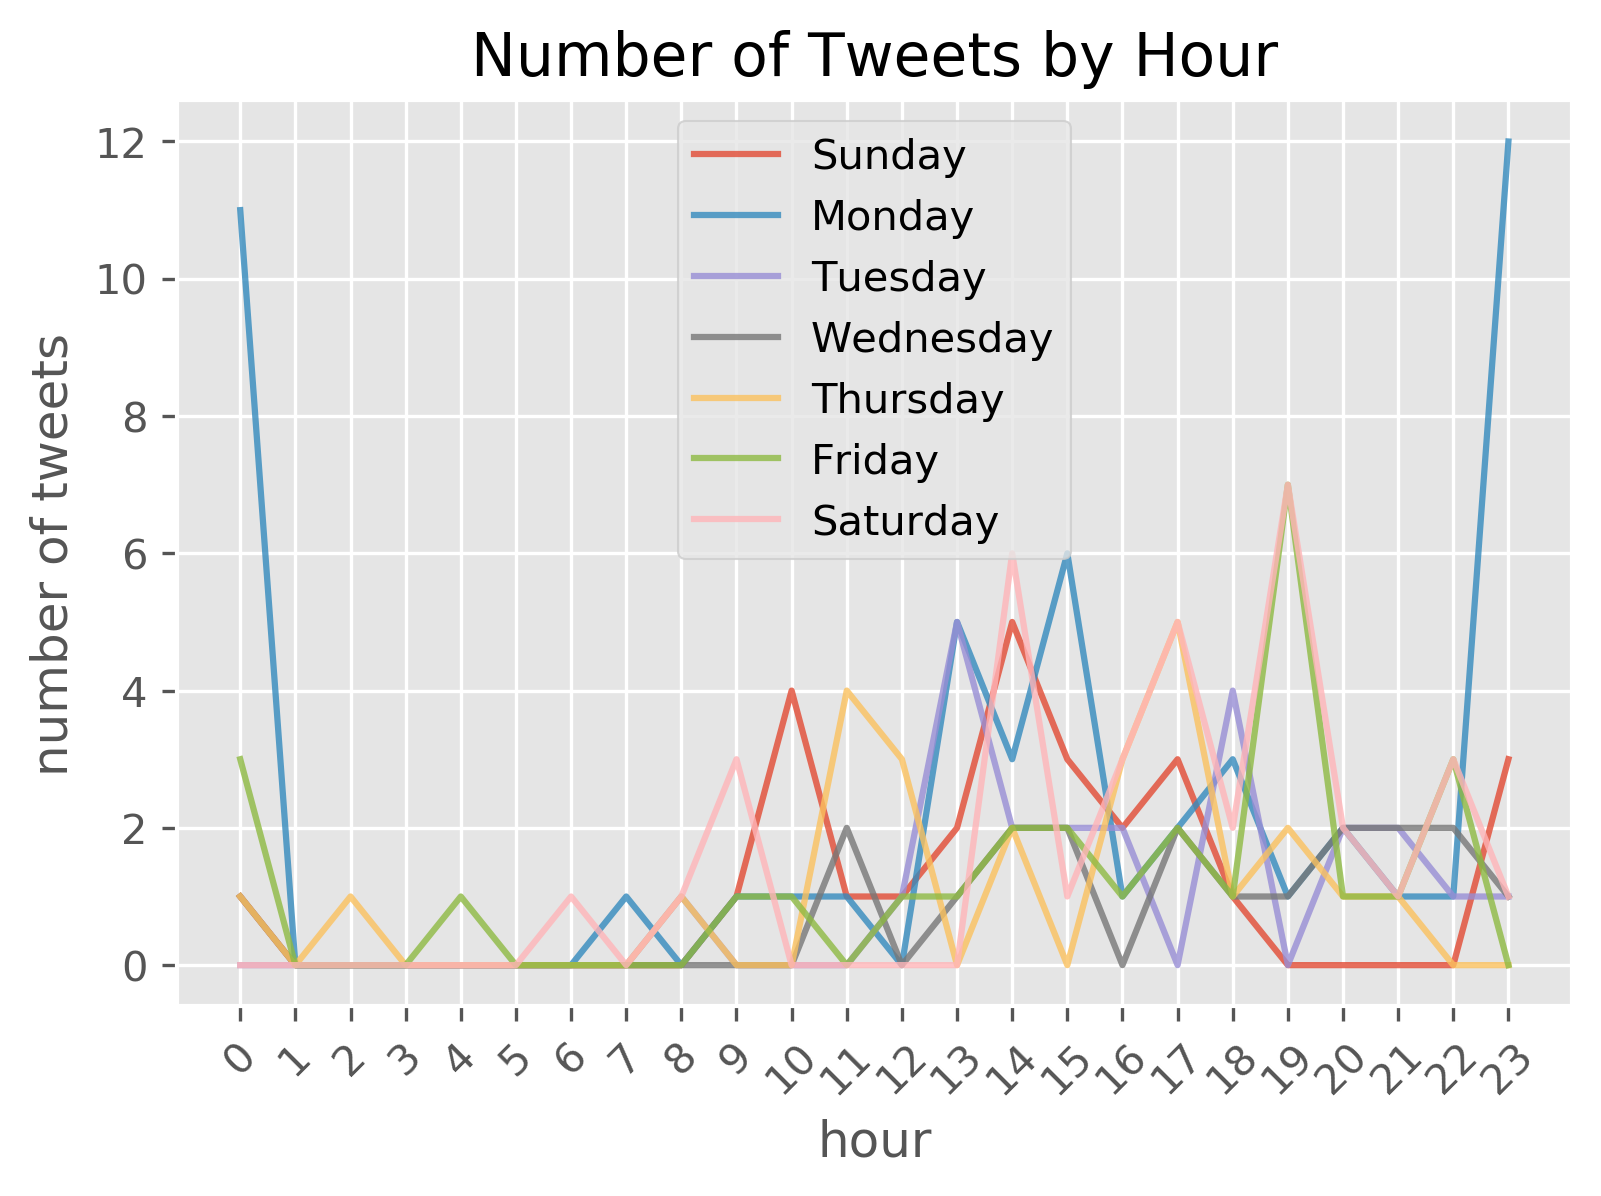 Number of Tweets by Hour
12
10
8
6
4
2
0
number of tweets
Sunday
Monday
Tuesday
Wednesday
Thursday
Friday
Saturday
0 1 2 3 4 5 6 7 8 9 10 11 12 13 14 15 16 17 18 19 20 21 22 23
hour